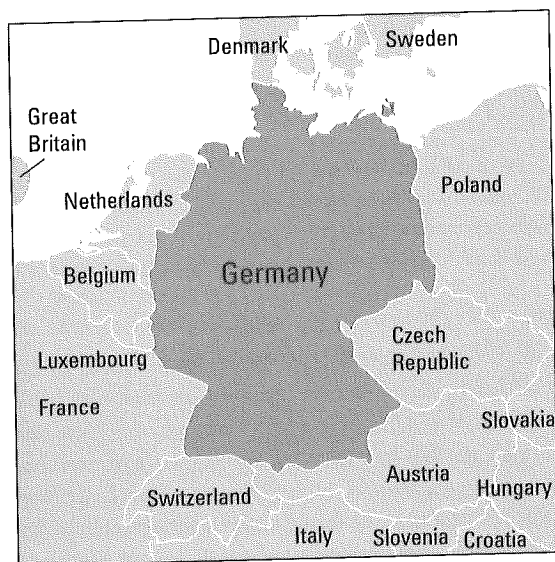 Denmark
Sweden
Great
Britain
Netherlands
Poland
Belgium
Germany
Luxembourg
Czech
Republic
France
Slovakia
Austria
Switzerland
Hungary
Italy
Slovenia
Croatia